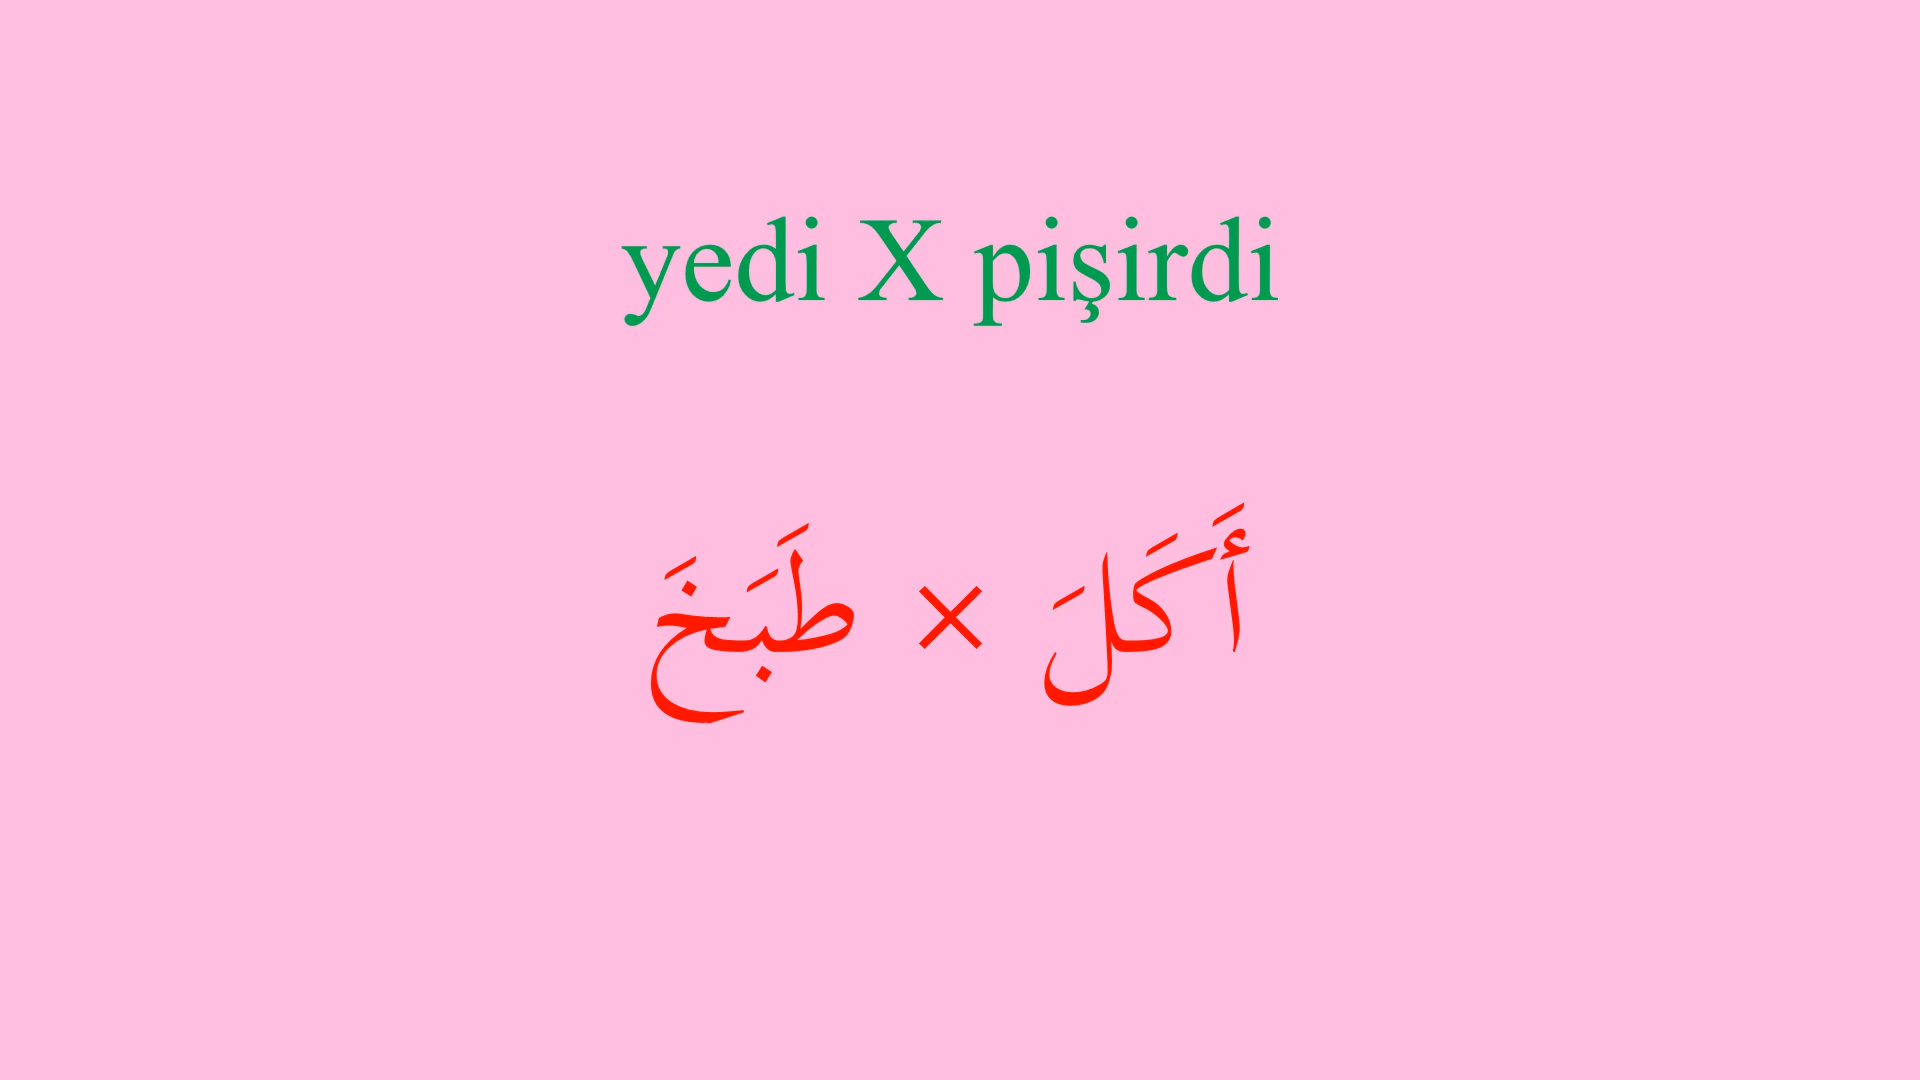 yedi X pişirdi
أَكَلَ × طَبَخَ